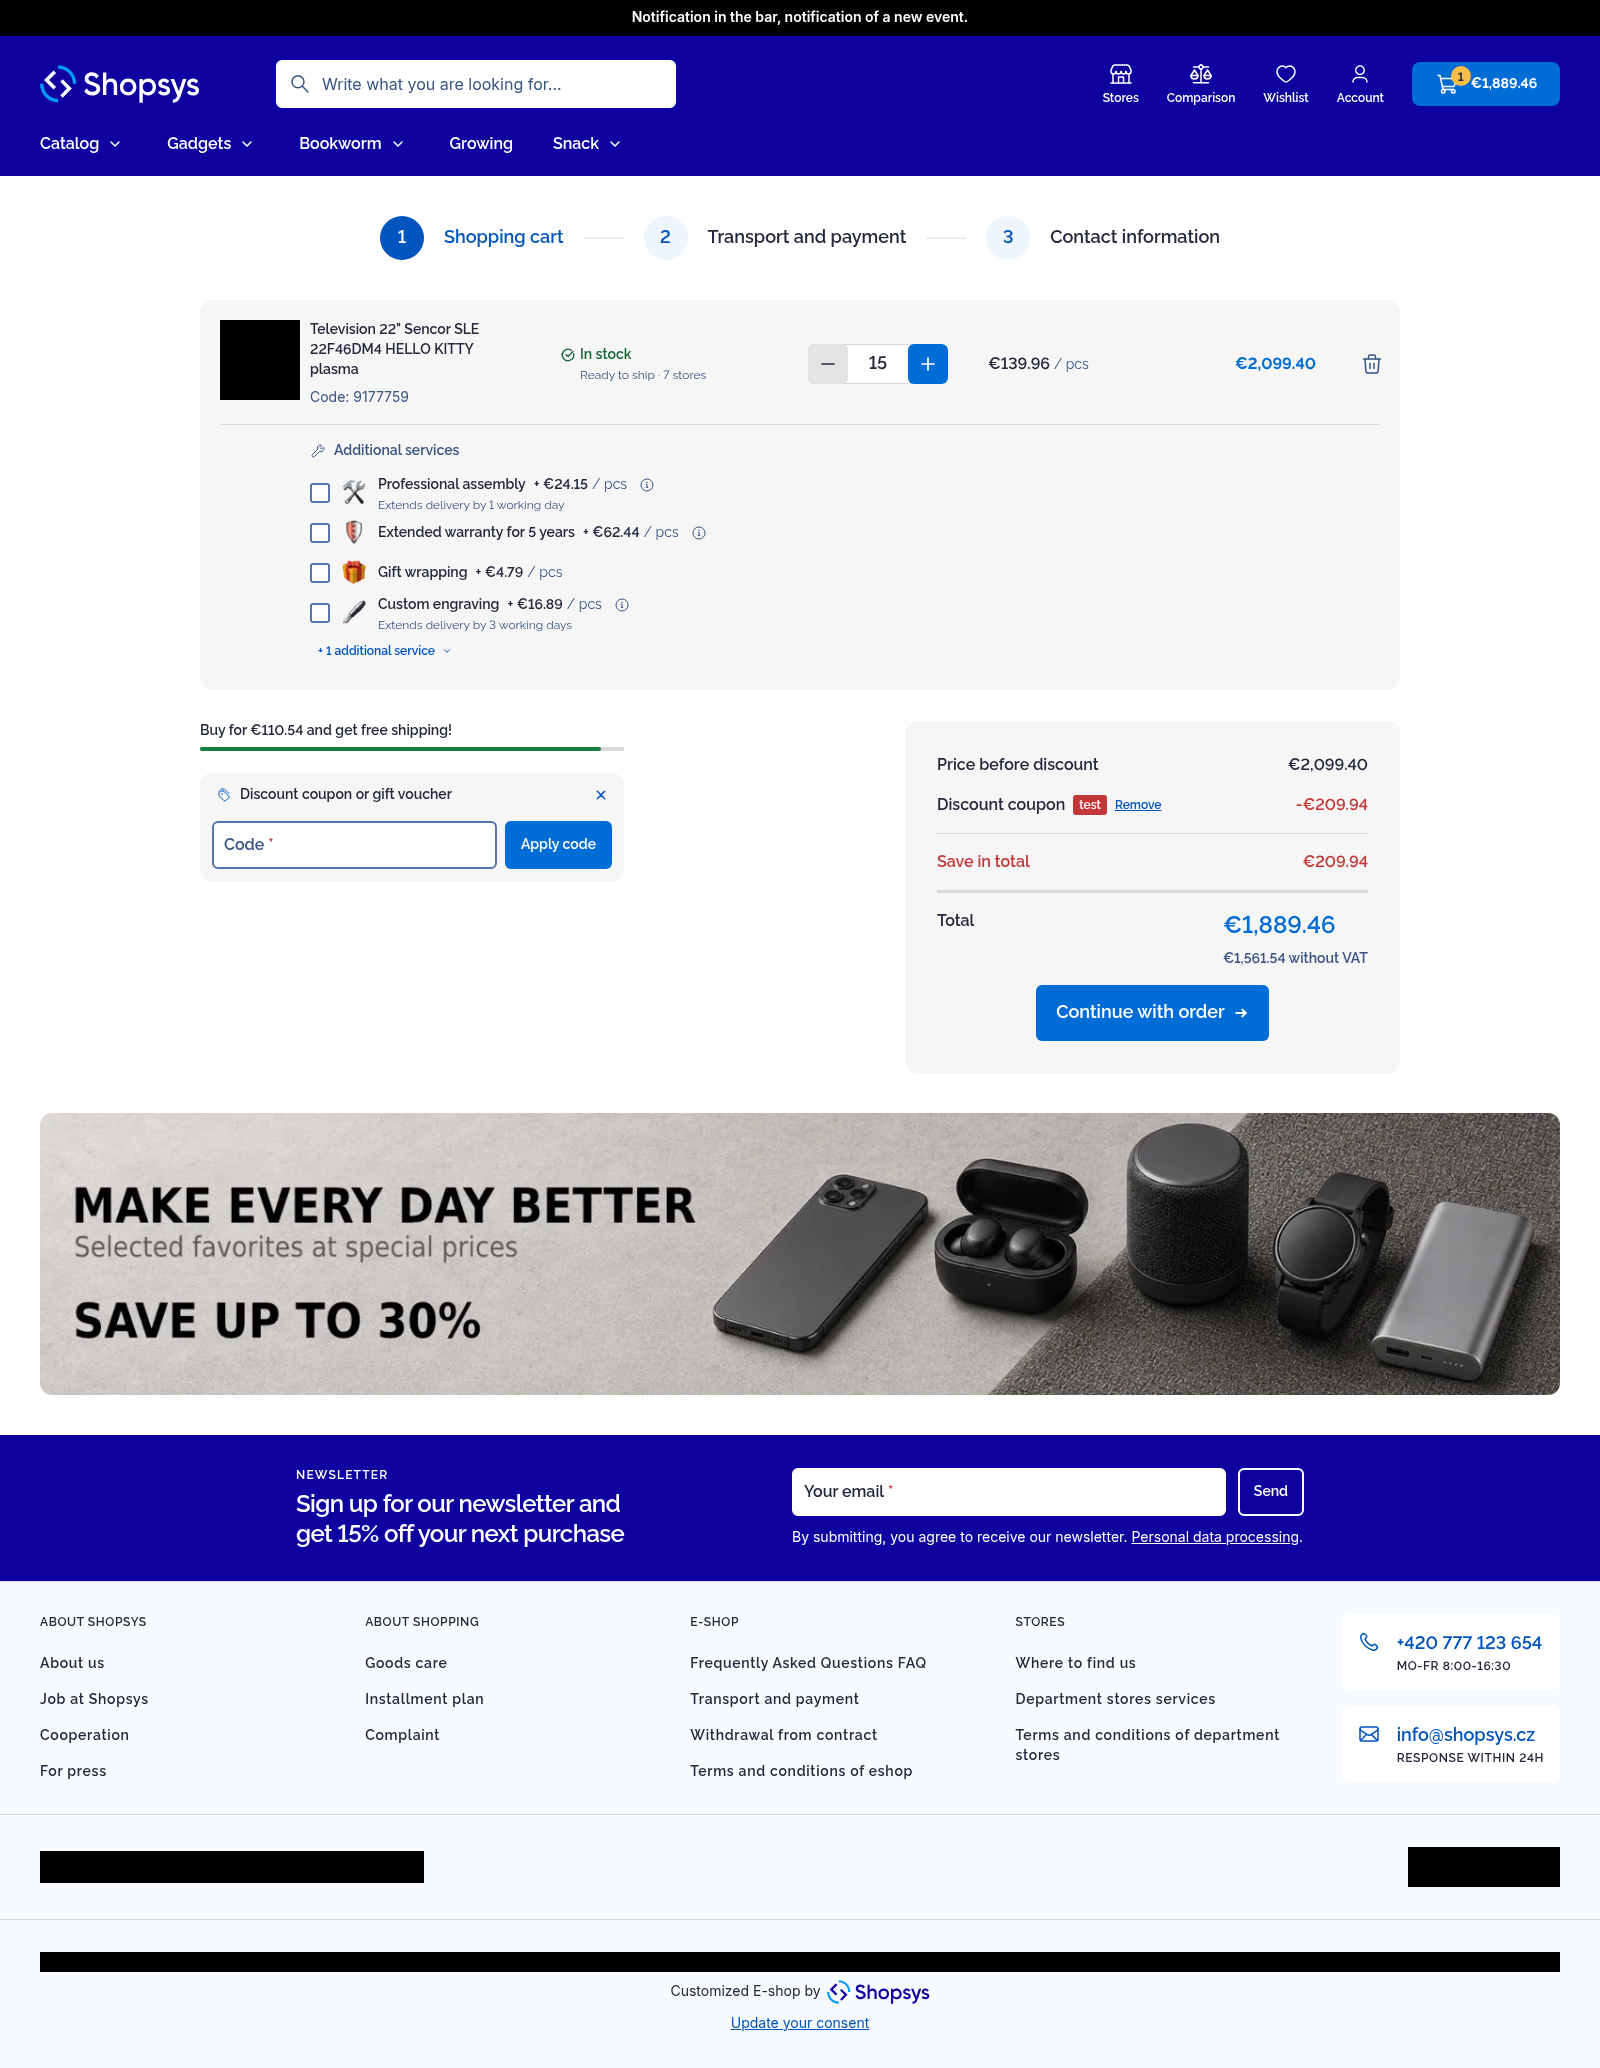 Notification in the bar, notification of a new event.
Shopsys
Write what you are looking for...
Stores
Comparison
Wishlist
Account
1
€1,889.46
Catalog
Gadgets
Bookworm
Growing
Snack
1
Shopping cart
2
Transport and payment
3
Contact information
Television 22" Sencor SLE
22F46DM4 HELLO KITTY
plasma
Code: 9177759
In stock
Ready to ship · 7 stores
15
€139.96 / pcs
€2,099.40
Additional services
Professional assembly + €24.15 / pcs
Extends delivery by 1 working day
Extended warranty for 5 years + €62.44 / pcs
Gift wrapping + €4.79 / pcs
Custom engraving + €16.89 / pcs
Extends delivery by 3 working days
+ 1 additional service
Buy for €110.54 and get free shipping!
Discount coupon or gift voucher
Code *
Apply code
Price before discount
€2,099.40
Discount coupon test Remove
-€209.94
Save in total
€209.94
Total
€1,889.46
€1,561.54 without VAT
Continue with order
MAKE EVERY DAY BETTER
Selected favorites at special prices
SAVE UP TO 30%
NEWSLETTER
Sign up for our newsletter and
get 15% off your next purchase
Your email *
Send
By submitting, you agree to receive our newsletter. Personal data processing.
ABOUT SHOPSYS
About us
Job at Shopsys
Cooperation
For press
ABOUT SHOPPING
Goods care
Installment plan
Complaint
E-SHOP
Frequently Asked Questions FAQ
Transport and payment
Withdrawal from contract
Terms and conditions of eshop
STORES
Where to find us
Department stores services
Terms and conditions of department
stores
+420 777 123 654
MO-FR 8:00-16:30
info@shopsys.cz
RESPONSE WITHIN 24H
Customized E-shop by Shopsys
Update your consent